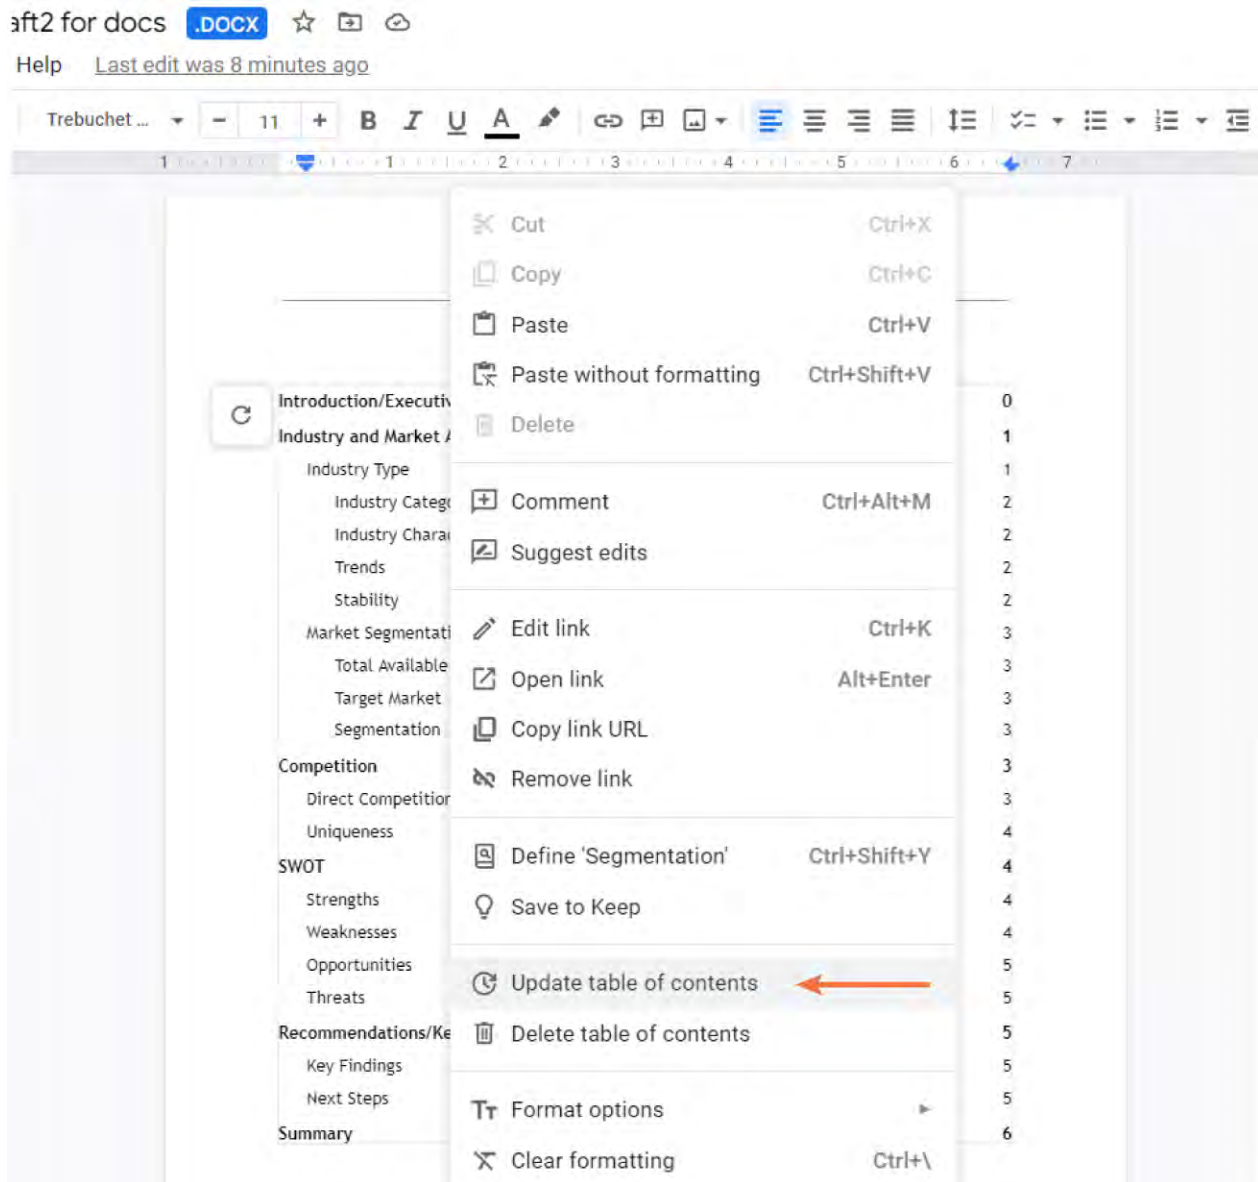 aft2 for docs .DOCX
Help Last edit was 8 minutes ago
Trebuchet ... − 11 + B I U A
1 1 2 3 4 5 6 7
Cut Ctrl+X
Copy Ctrl+C
Paste Ctrl+V
Paste without formatting Ctrl+Shift+V
Delete
Comment Ctrl+Alt+M
Suggest edits
Edit link Ctrl+K
Open link Alt+Enter
Copy link URL
Remove link
Define 'Segmentation' Ctrl+Shift+Y
Save to Keep
Update table of contents
Delete table of contents
Format options
Clear formatting Ctrl+\
Introduction/Executiv 0
Industry and Market A 1
Industry Type 1
Industry Catego 2
Industry Chara 2
Trends 2
Stability 2
Market Segmentati 3
Total Available 3
Target Market 3
Segmentation 3
Competition 3
Direct Competition 3
Uniqueness 4
SWOT 4
Strengths 4
Weaknesses 4
Opportunities 5
Threats 5
Recommendations/Ke 5
Key Findings 5
Next Steps 5
Summary 6